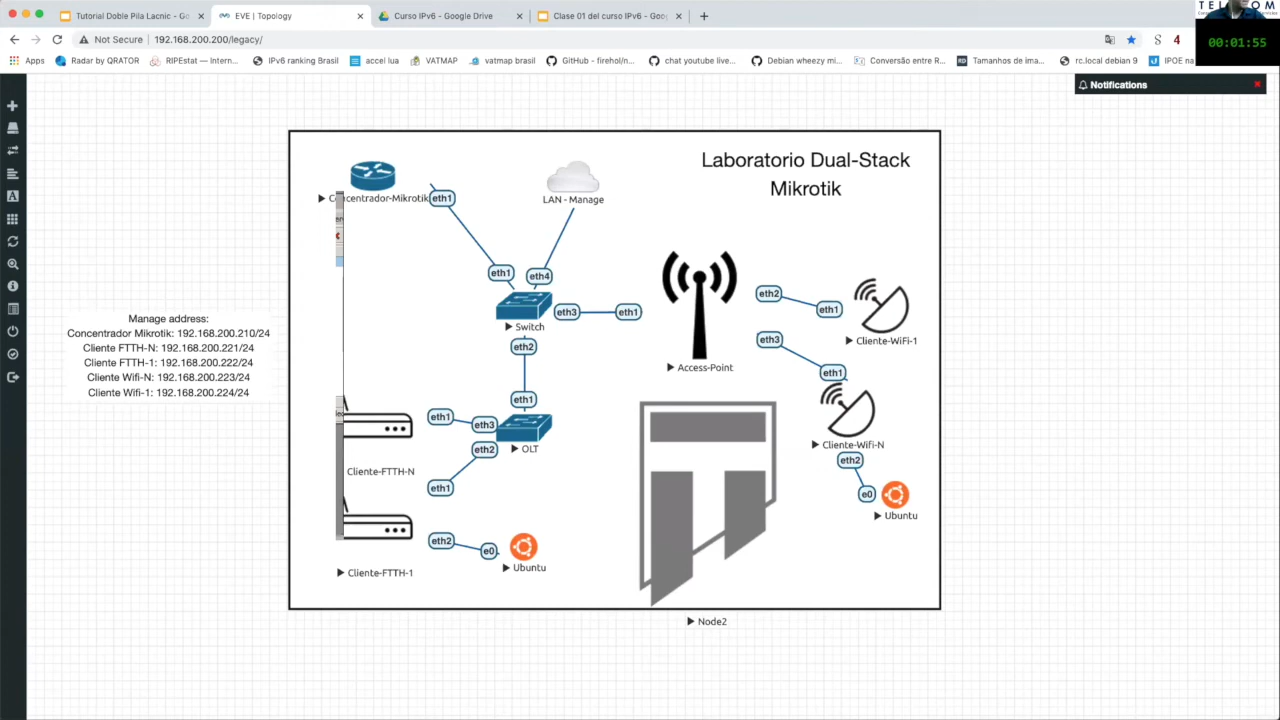 Tutorial Doble Pila Lacnic - Go
EVE | Topology
Curso IPv6 - Google Drive
Clase 01 del curso IPv6 - Goo
Not Secure
192.168.200.200/legacy/
4
00:01:55
Apps
Radar by QRATOR
RIPEstat — Intern...
IPv6 ranking Brasil
accel lua
VATMAP
vatmap brasil
GitHub - firehol/n...
chat youtube live...
Debian wheezy mi...
Conversão entre R...
Tamanhos de ima...
rc.local debian 9
IPOE na
Notifications
Laboratorio Dual-Stack
Mikrotik
Concentrador-Mikrotik
eth1
LAN - Manage
eth1
eth4
eth3
eth1
Switch
eth2
eth2
eth1
Cliente-WiFi-1
eth3
eth1
Access-Point
Manage address:
Concentrador Mikrotik: 192.168.200.210/24
Cliente FTTH-N: 192.168.200.221/24
Cliente FTTH-1: 192.168.200.222/24
Cliente Wifi-N: 192.168.200.223/24
Cliente Wifi-1: 192.168.200.224/24
eth1
eth1
eth3
eth2
OLT
Cliente-FTTH-N
eth1
Cliente-Wifi-N
eth2
e0
Ubuntu
eth2
e0
Ubuntu
Cliente-FTTH-1
Node2